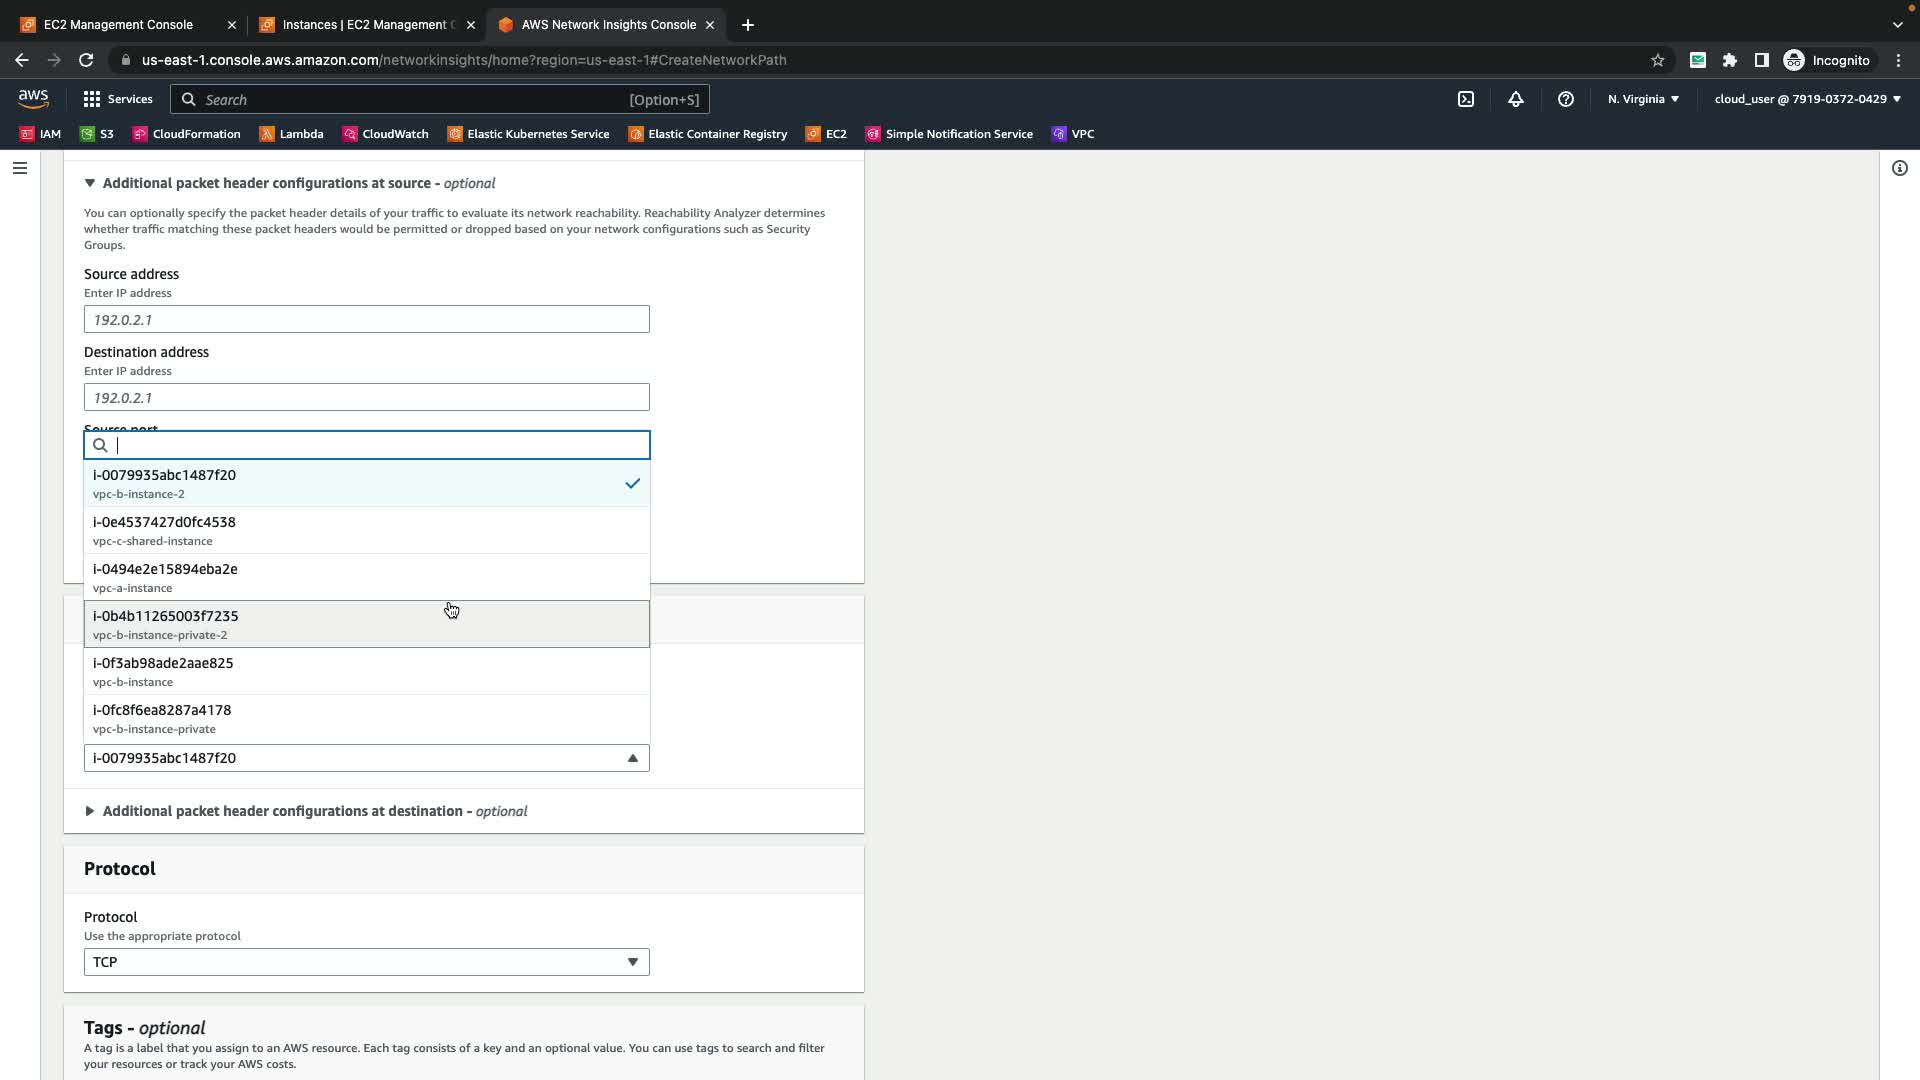 EC2 Management Console
Instances | EC2 Management C
AWS Network Insights Console
us-east-1.console.aws.amazon.com/networkinsights/home?region=us-east-1#CreateNetworkPath
Incognito
aws
Services
Search
[Option+S]
N. Virginia
cloud_user @ 7919-0372-0429
IAM
S3
CloudFormation
Lambda
CloudWatch
Elastic Kubernetes Service
Elastic Container Registry
EC2
Simple Notification Service
VPC
Additional packet header configurations at source - optional
You can optionally specify the packet header details of your traffic to evaluate its network reachability. Reachability Analyzer determines
whether traffic matching these packet headers would be permitted or dropped based on your network configurations such as Security
Groups.
Source address
Enter IP address
192.0.2.1
Destination address
Enter IP address
192.0.2.1
Source port
i-0079935abc1487f20
vpc-b-instance-2
i-0e4537427d0fc4538
vpc-c-shared-instance
i-0494e2e15894eba2e
vpc-a-instance
i-0b4b11265003f7235
vpc-b-instance-private-2
i-0f3ab98ade2aae825
vpc-b-instance
i-0fc8f6ea8287a4178
vpc-b-instance-private
i-0079935abc1487f20
Additional packet header configurations at destination - optional
Protocol
Protocol
Use the appropriate protocol
TCP
Tags - optional
A tag is a label that you assign to an AWS resource. Each tag consists of a key and an optional value. You can use tags to search and filter
your resources or track your AWS costs.